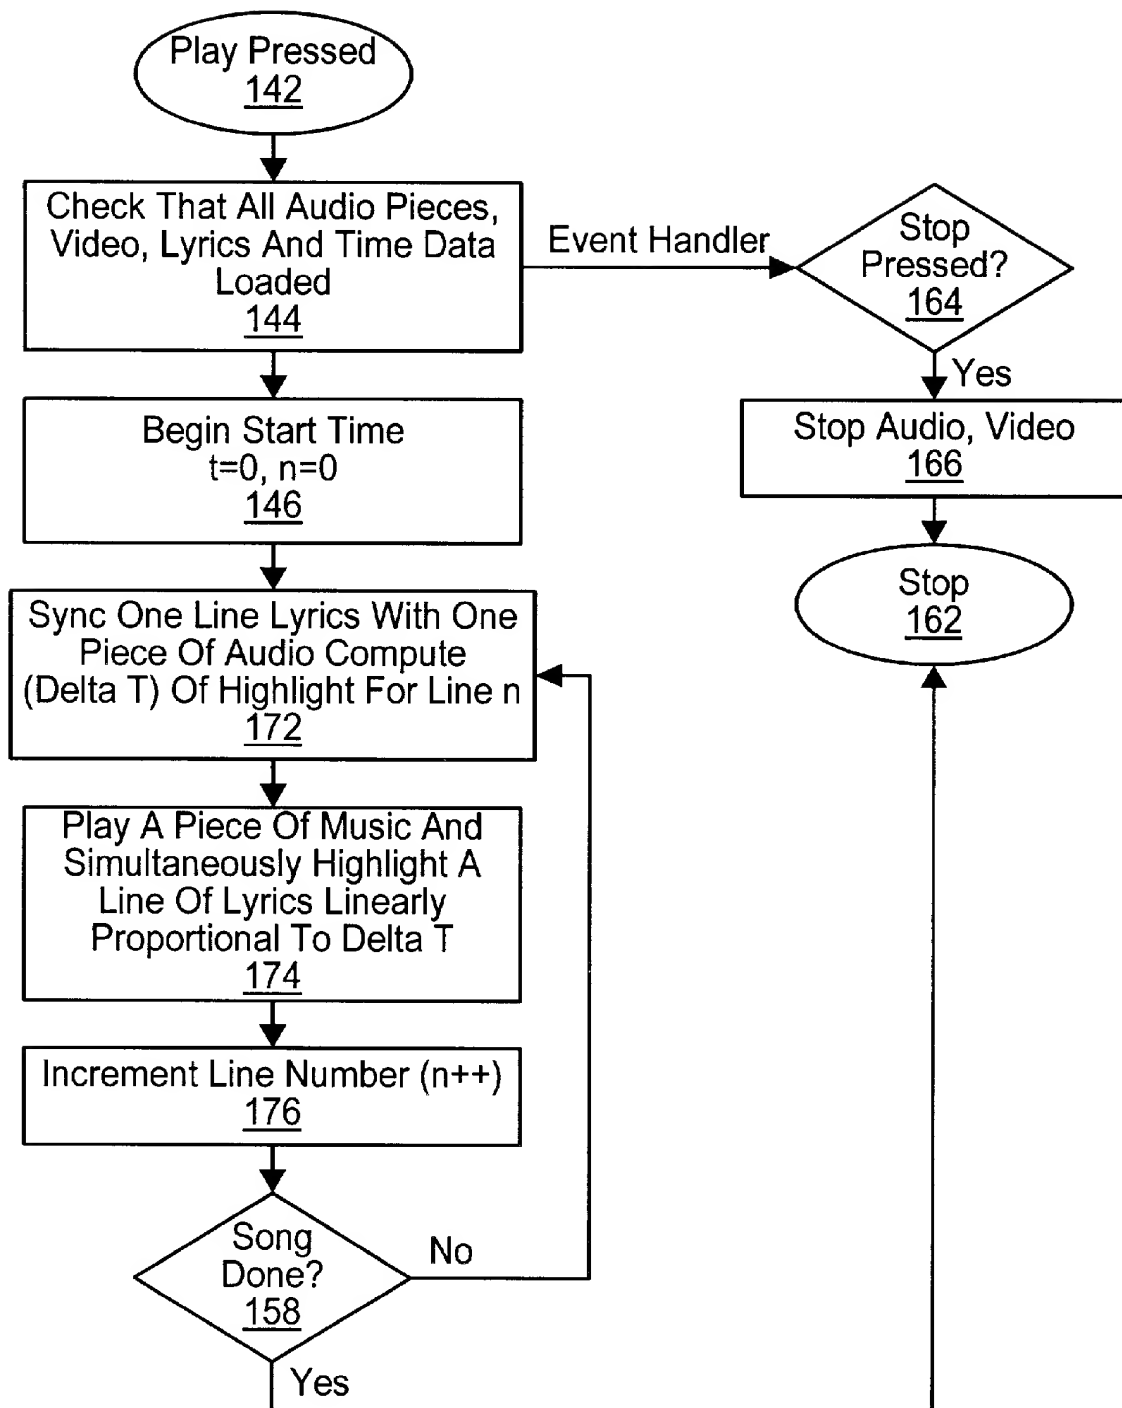 Play Pressed
142
Check That All Audio Pieces,
Video, Lyrics And Time Data
Loaded
144
Event Handler
Stop
Pressed?
164
Yes
Begin Start Time
t=0, n=0
146
Stop Audio, Video
166
Stop
162
Sync One Line Lyrics With One
Piece Of Audio Compute
(Delta T) Of Highlight For Line n
172
Play A Piece Of Music And
Simultaneously Highlight A
Line Of Lyrics Linearly
Proportional To Delta T
174
Increment Line Number (n++)
176
Song
Done?
158
No
Yes